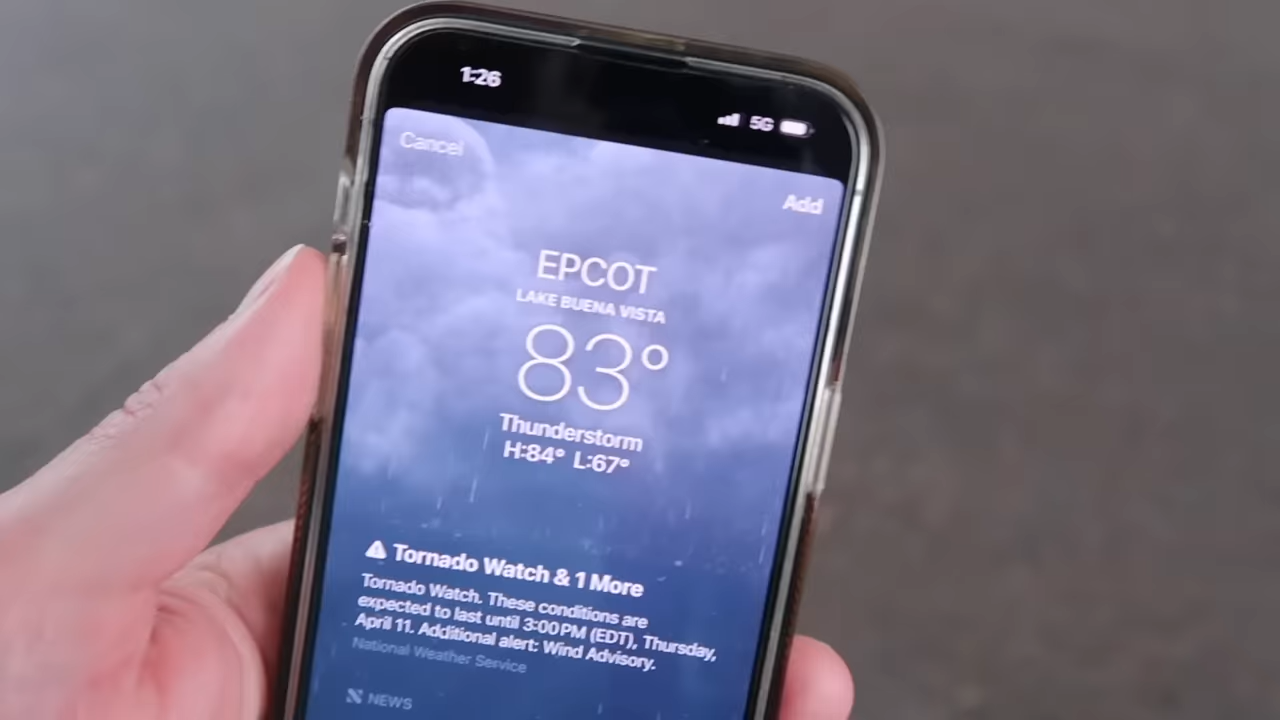 1:26
5G
Cancel
Add
EPCOT
LAKE BUENA VISTA
83°
Thunderstorm
H:84° L:67°
Tornado Watch & 1 More
Tornado Watch. These conditions are
expected to last until 3:00 PM (EDT), Thursday,
April 11. Additional alert: Wind Advisory.
National Weather Service
NEWS